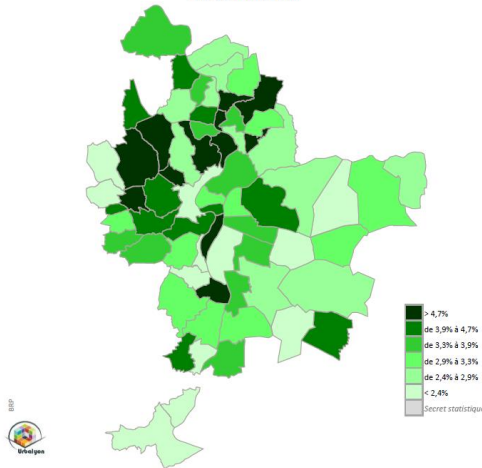 > 4,7%
de 3,9% à 4,7%
de 3,3% à 3,9%
de 2,9% à 3,3%
de 2,4% à 2,9%
< 2,4%
Secret statistique
BRP
Urbalyon